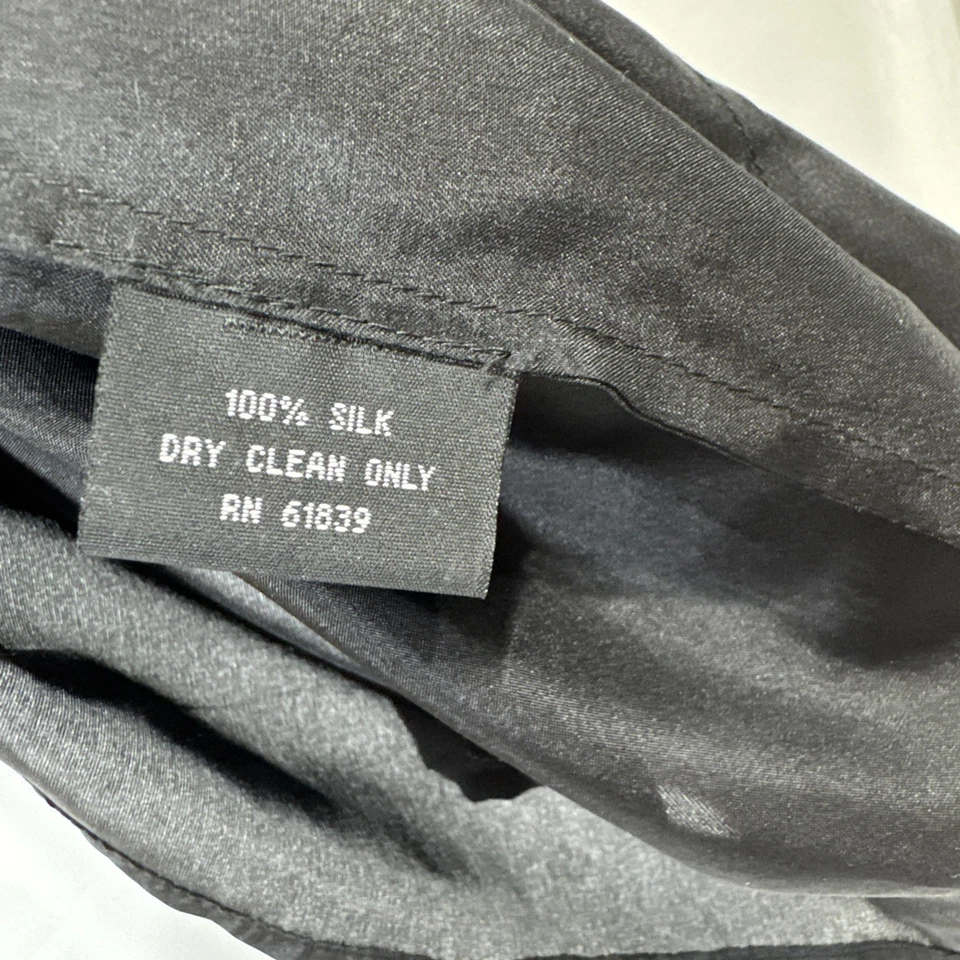 100% SILK
DRY CLEAN ONLY
RN 61839